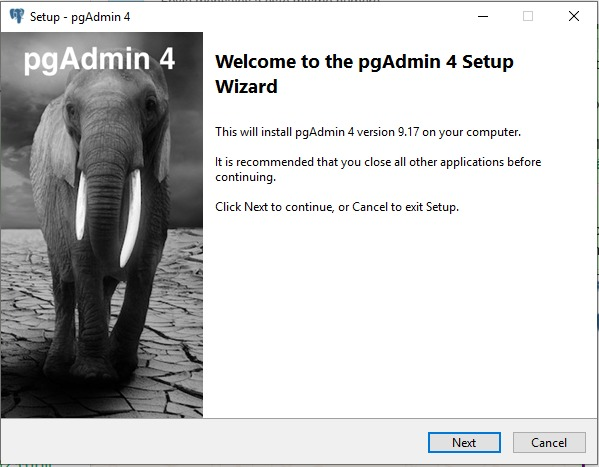 Setup - pgAdmin 4
pgAdmin 4
Welcome to the pgAdmin 4 Setup
Wizard
This will install pgAdmin 4 version 9.17 on your computer.
It is recommended that you close all other applications before
continuing.
Click Next to continue, or Cancel to exit Setup.
Next
Cancel